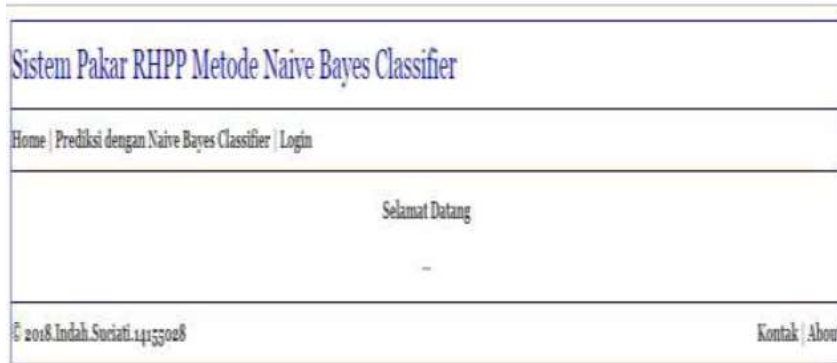 Sistem Pakar RHPP Metode Naive Bayes Classifier
Home | Prediksi dengan Naive Bayes Classifier | Login
Selamat Datang
...
© 2018.Indah.Suciati.14155028
Kontak | About